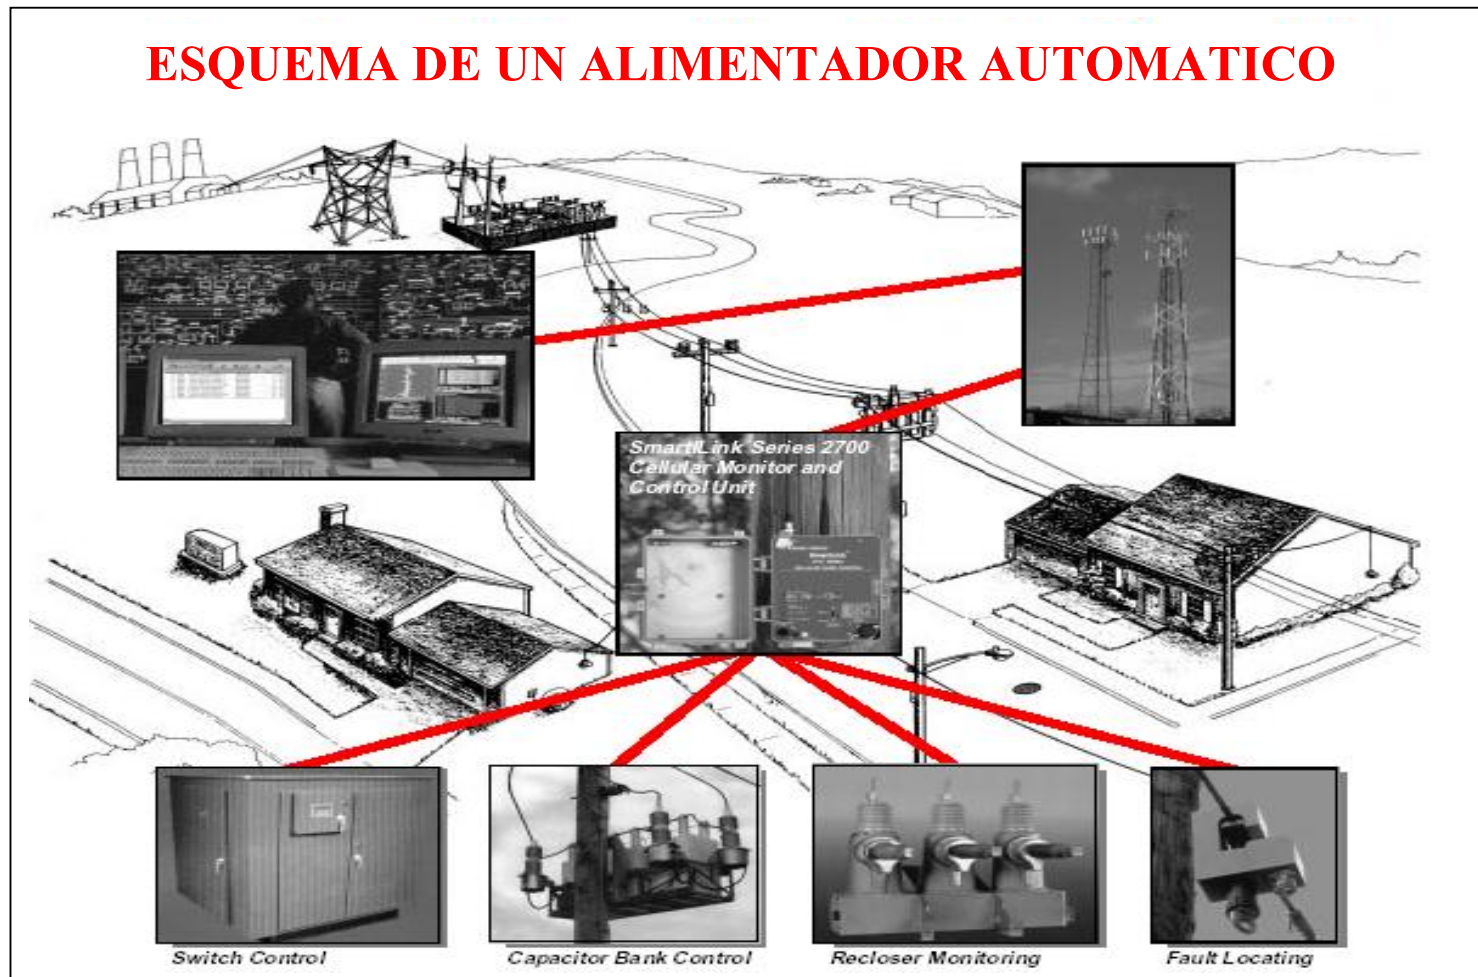 ESQUEMA DE UN ALIMENTADOR AUTOMATICO
SmartLink Series 2700
Cellular Monitor and
Control Unit
Switch Control
Capacitor Bank Control
Recloser Monitoring
Fault Locating